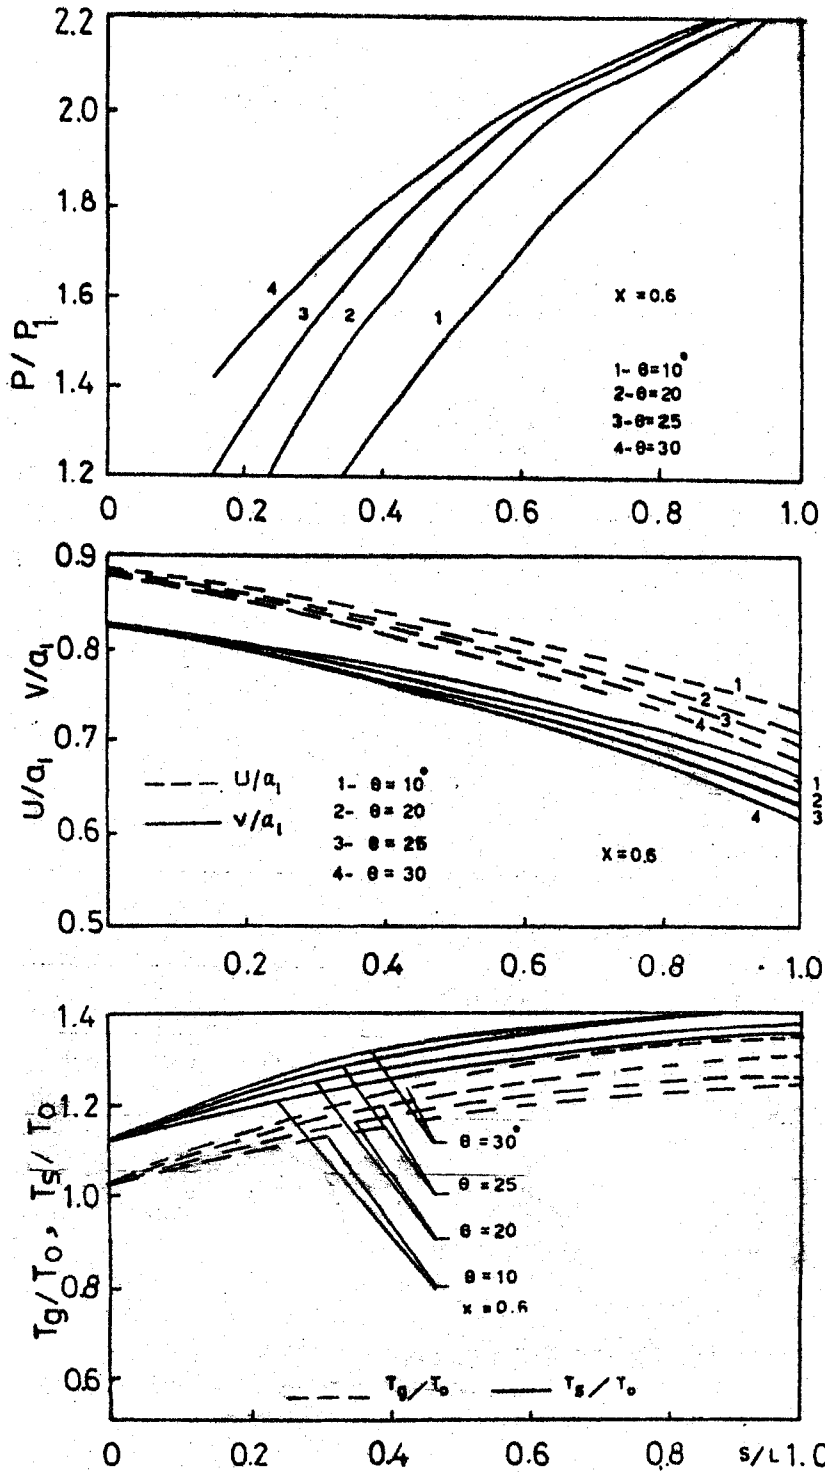 2.2
2.0
1.8
1.6
1.4
1.2
P/P1
4
3
2
1
X = 0.6
1- θ=10°
2-θ=20
3-θ=25
4-θ=30
0 0.2 0.4 0.6 0.8 1.0
0.9
0.8
0.7
0.6
0.5
U/a1 V/a1
1
2
3
4
1
2
4 3
U/a1
V/a1
1- θ=10°
2- θ=20
3- θ=25
4- θ=30
X=0.6
0.2 0.4 0.6 0.8 1.0
1.4
1.2
1.0
0.8
0.6
Tg/To, Ts/To
θ=30°
θ=25
θ=20
θ=10
x=0.6
Tg/To Ts/To
0 0.2 0.4 0.6 0.8 S/L 1.0